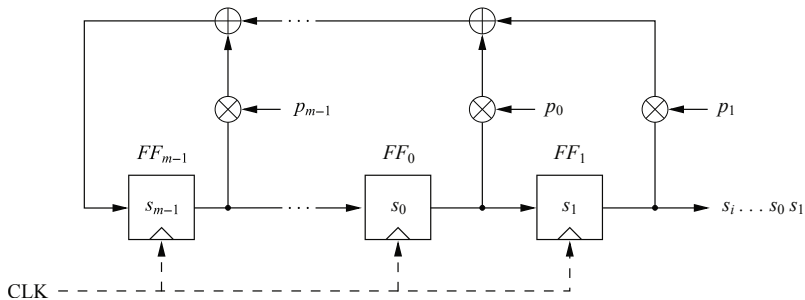 p_{m−1} p_0 p_1
FF_{m−1} FF_0 FF_1
s_{m−1} ··· s_0 s_1 s_i . . . s_0 s_1
CLK